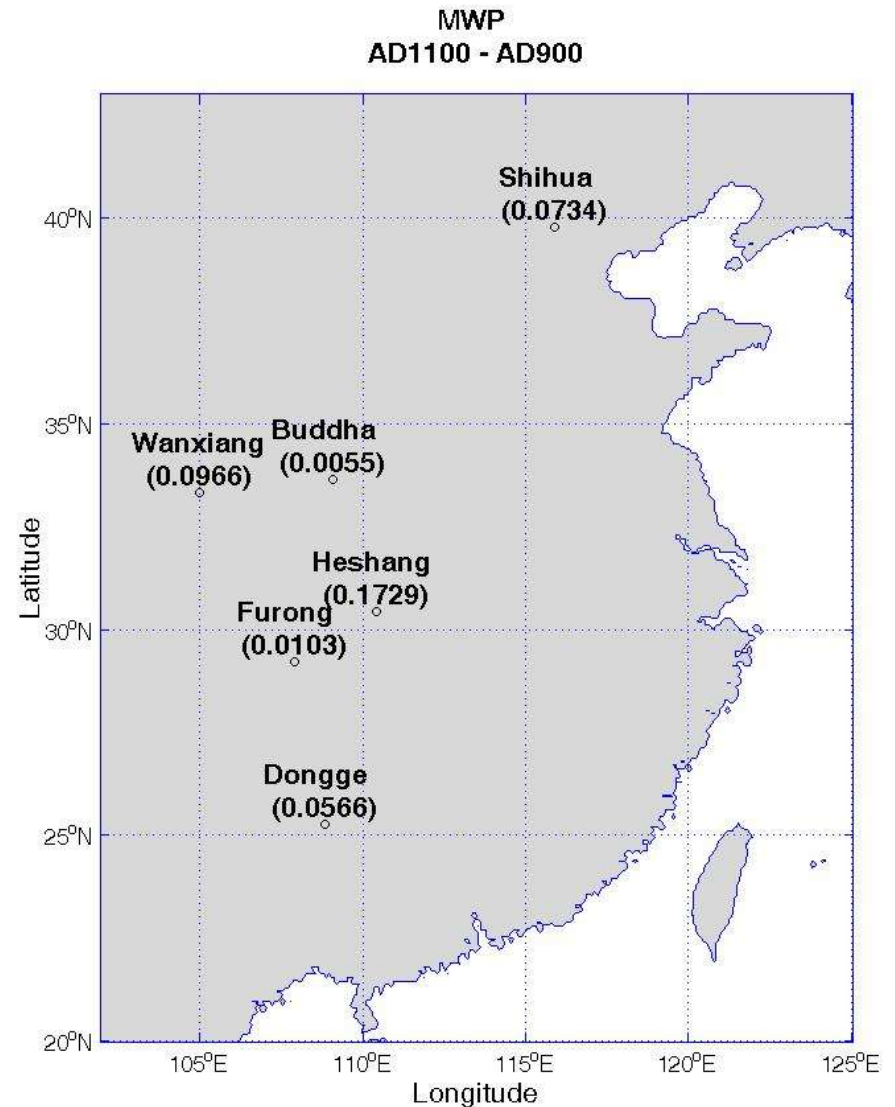 MWP
AD1100 - AD900
Shihua
(0.0734)
40°N
35°N
Wanxiang
(0.0966)
Buddha
(0.0055)
Heshang
(0.1729)
Furong
(0.0103)
30°N
Dongge
(0.0566)
25°N
20°N
Latitude
105°E
110°E
115°E
120°E
125°E
Longitude